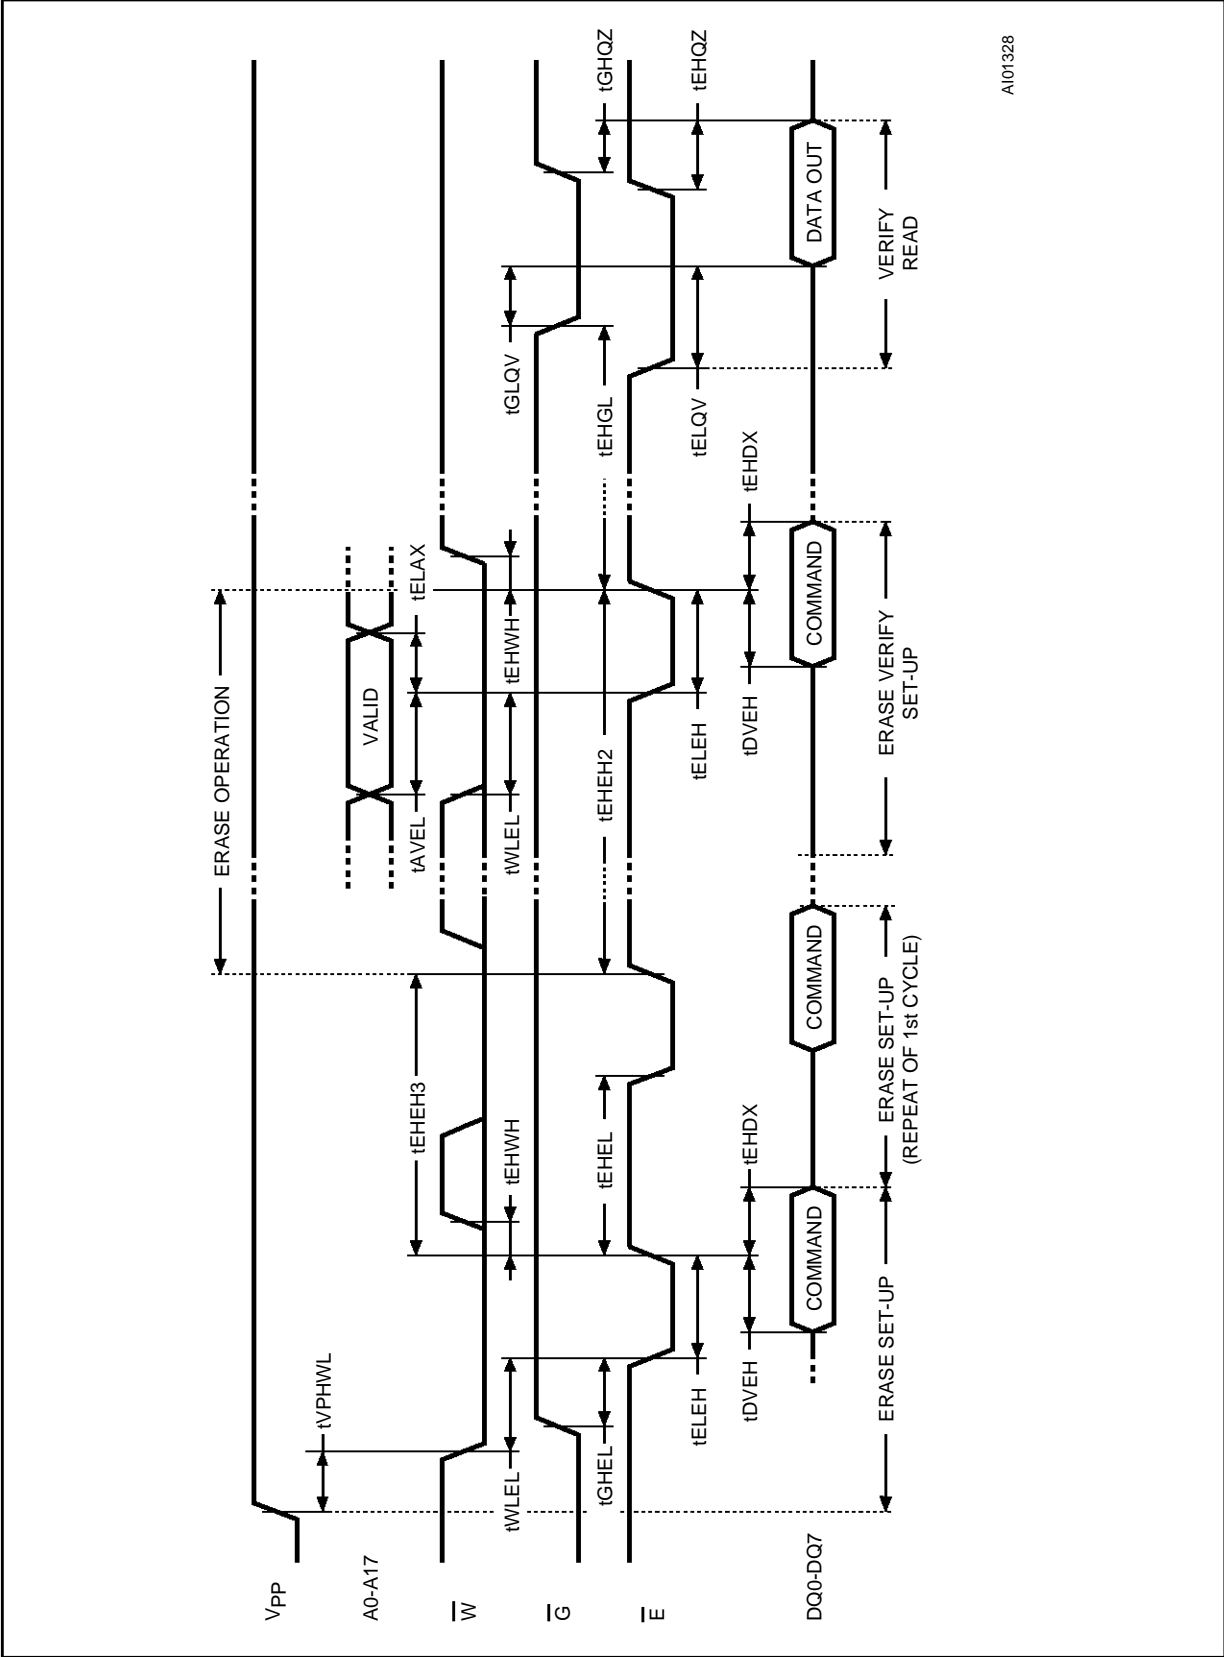 ERASE OPERATION
VPP
tVPHWL
A0-A17
VALID
tAVEL
tELAX
tEHEH3
W
tWLEL
tEHWH
tWLEL
tEHWH
tGLQV
G
tGHEL
tEHEL
tEHEH2
tEHGL
tGHQZ
E
tELEH
tELEH
tELQV
tEHQZ
tDVEH
tEHDX
tDVEH
tEHDX
DQ0-DQ7
COMMAND
COMMAND
COMMAND
DATA OUT
ERASE SET-UP
ERASE SET-UP
(REPEAT OF 1st CYCLE)
ERASE VERIFY
SET-UP
VERIFY
READ
AI01328